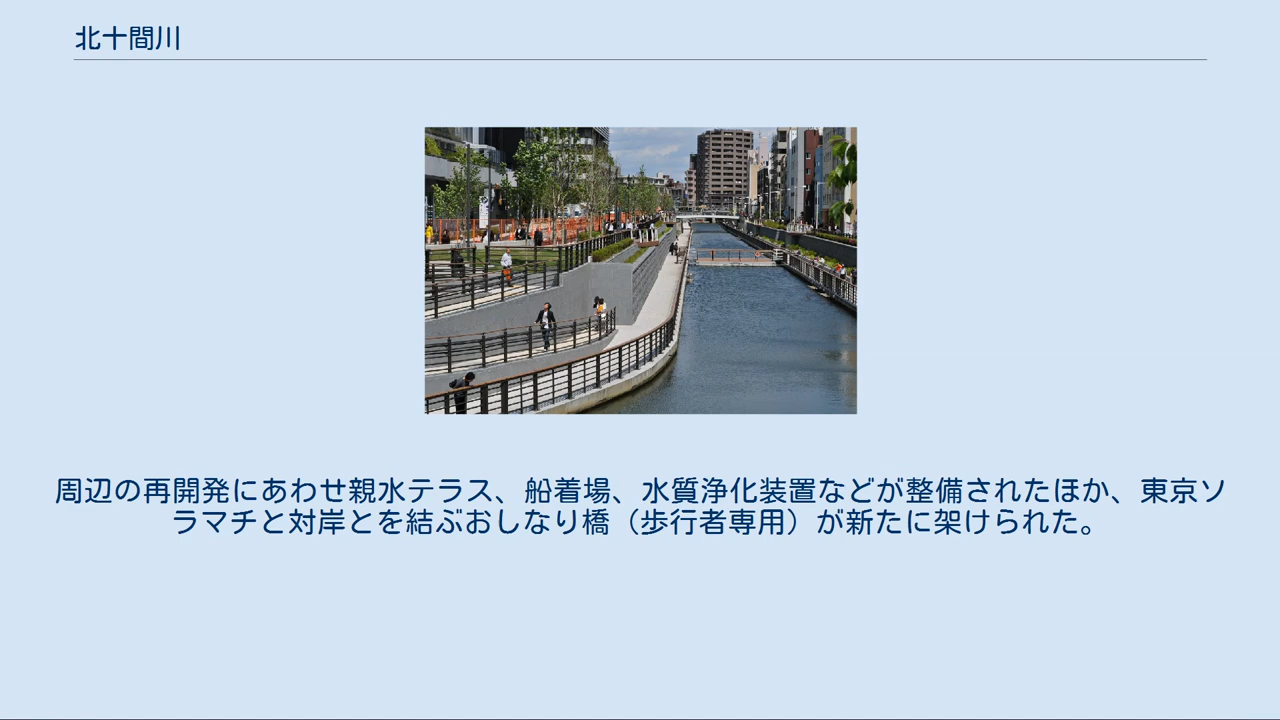 北十間川
周辺の再開発にあわせ親水テラス、船着場、水質浄化装置などが整備されたほか、東京ソ
ラマチと対岸とを結ぶおしなり橋（歩行者専用）が新たに架けられた。